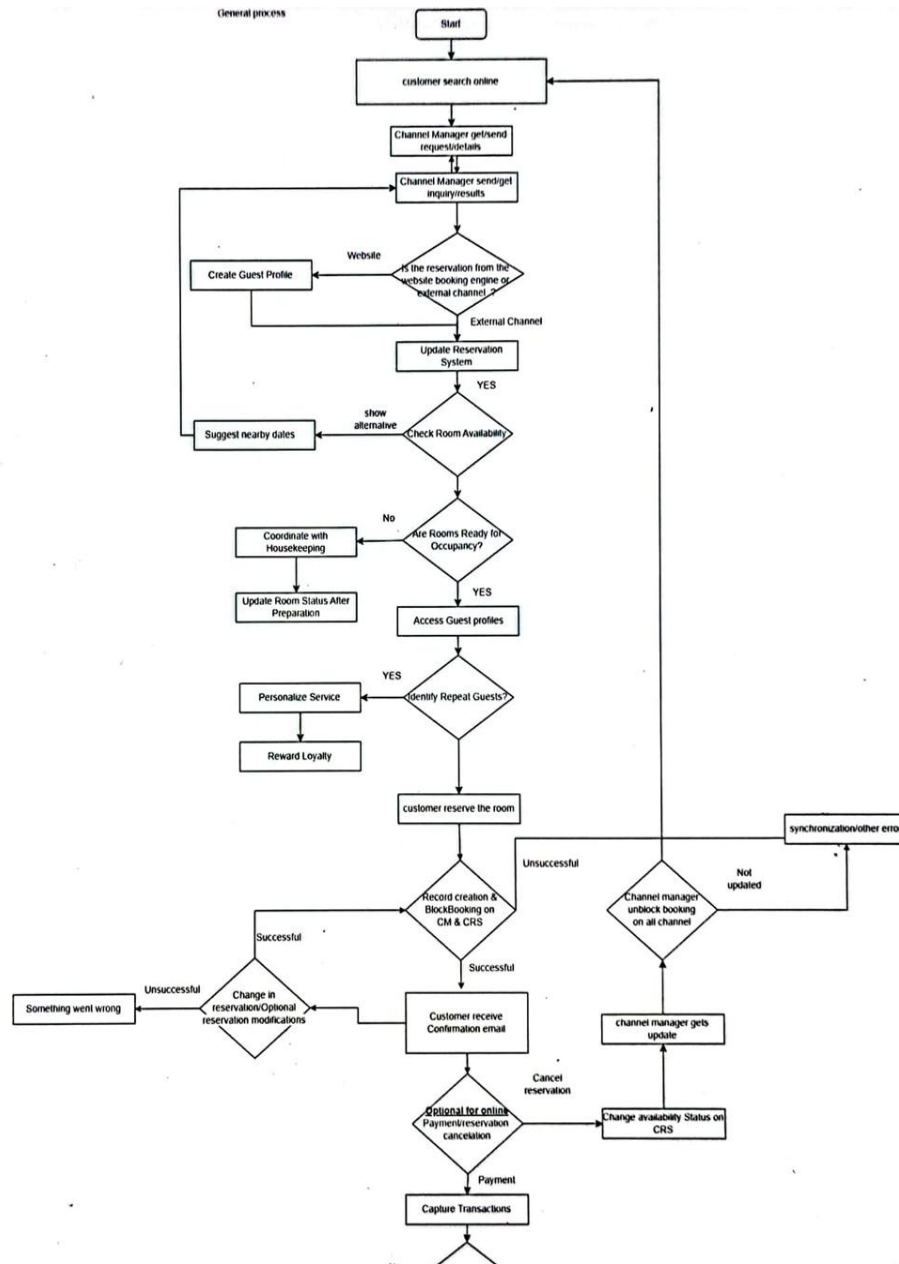 General process
Start
customer search online
Channel Manager get/send
request/details
Channel Manager send/get
inquiry/results
Website
Create Guest Profile
Is the reservation from the
website booking engine or
external channel .?
External Channel
Update Reservation
System
YES
show
alternative
Suggest nearby dates
Check Room Availability
No
Coordinate with
Housekeeping
Are Rooms Ready for
Occupancy?
Update Room Status After
Preparation
YES
Access Guest profiles
YES
Personalize Service
Identify Repeat Guests?
Reward Loyalty
customer reserve the room
synchronization/other erro
Unsuccessful
Not
updated
Record creation &
BlockBooking on
CM & CRS
Channel manager
unblock booking
on all channel
Successful
Successful
Unsuccessful
Something went wrong
Change in
reservation/Optional
reservation modifications
Customer receive
Confirmation email
channel manager gets
update
Cancel
reservation
Optional for online
Payment/reservation
cancelation
Change availability Status on
CRS
Payment
Capture Transactions